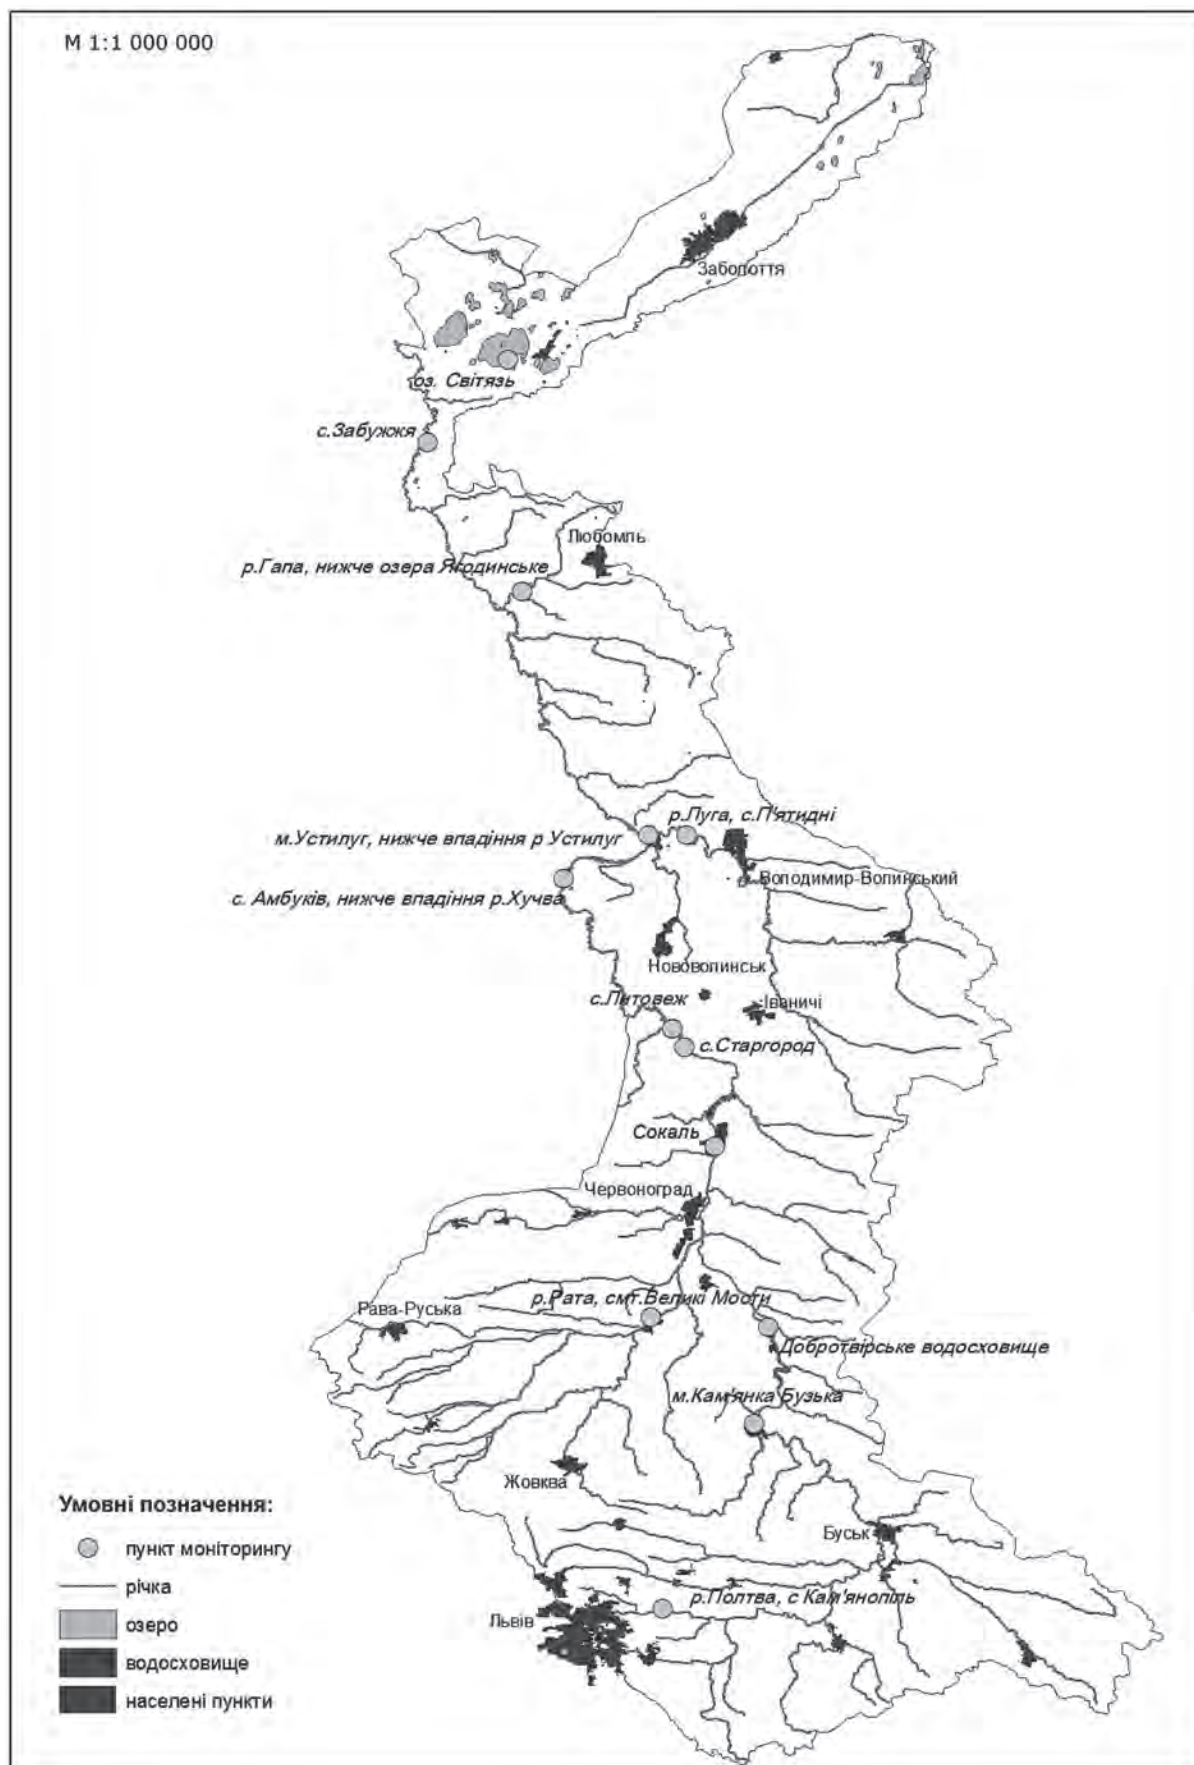 М 1:1 000 000
Заболоття
оз. Світязь
с.Забужжя
Любомль
р.Гапа, нижче озера Ягодинське
р.Луга, с.П'ятидні
м.Устилуг, нижче впадіння р Устилуг
Володимир-Волинський
с. Амбуків, нижче впадіння р.Хучва
Нововолинськ
с.Литовеж
Іваничі
с.Старгород
Сокаль
Червоноград
р.Рата, смт.Великі Мости
Рава-Руська
Добротвірське водосховище
м.Кам'янка Бузька
Жовква
Буськ
р.Полтва, с Кам'янопіль
Львів
Умовні позначення:
пункт моніторингу
річка
озеро
водосховище
населені пункти